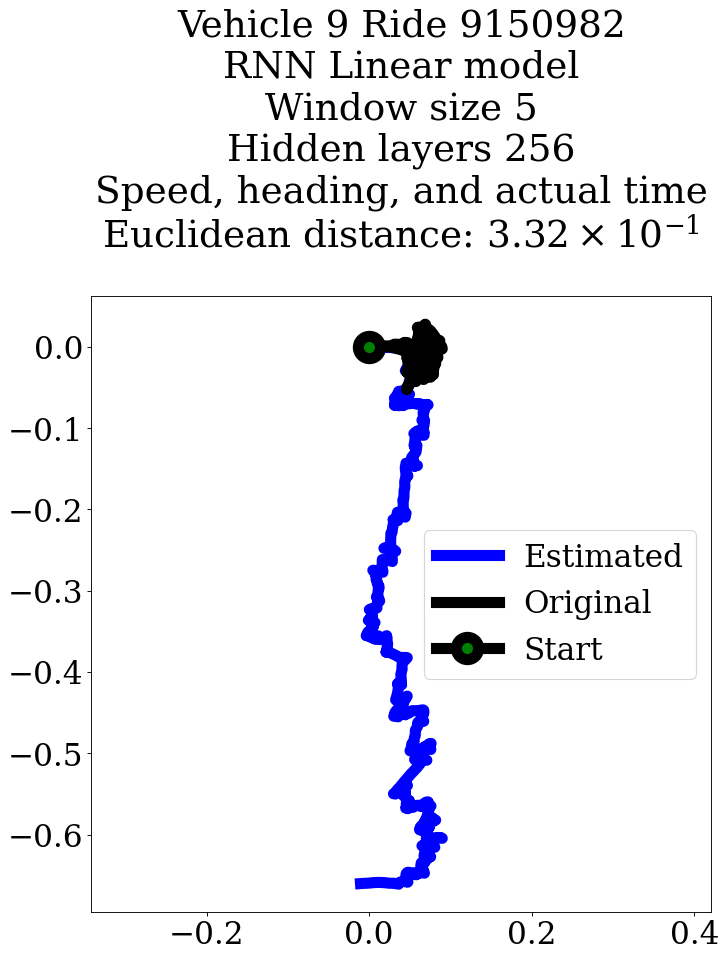 Vehicle 9 Ride 9150982
RNN Linear model
Window size 5
Hidden layers 256
Speed, heading, and actual time
Euclidean distance: 3.32 × 10⁻¹
0.0
−0.1
−0.2
−0.3
−0.4
−0.5
−0.6
Estimated
Original
Start
−0.2 0.0 0.2 0.4